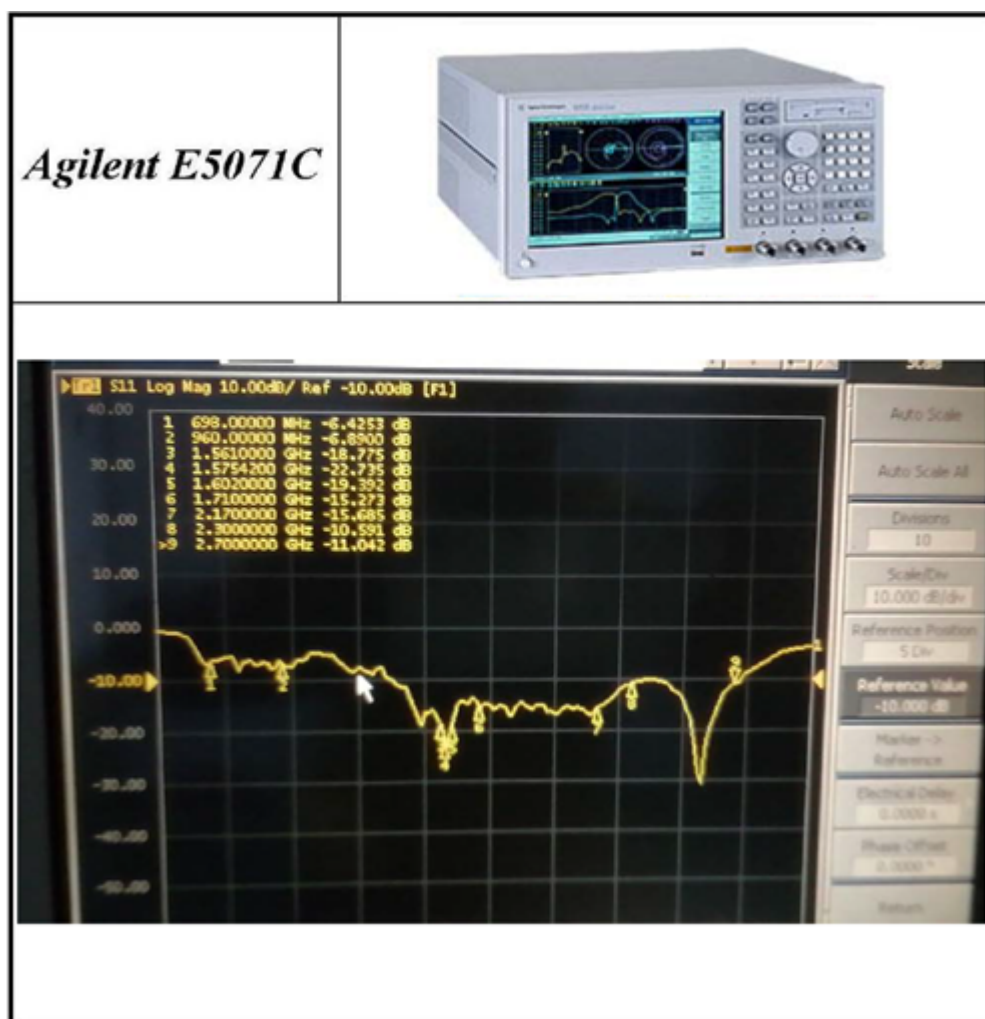 Agilent E5071C
Tr1 S11 Log Mag 10.00dB/ Ref -10.00dB [F1]
Scale
40.00
1 698.00000 MHz -6.4253 dB
2 960.00000 MHz -6.8900 dB
3 1.5610000 GHz -18.775 dB
4 1.5754200 GHz -22.735 dB
5 1.6020000 GHz -19.392 dB
6 1.7100000 GHz -15.273 dB
7 2.1700000 GHz -15.685 dB
8 2.3000000 GHz -10.591 dB
>9 2.7000000 GHz -11.042 dB
30.00
20.00
10.00
0.000
-10.00
-20.00
-30.00
-40.00
-50.00
Auto Scale
Auto Scale All
Divisions
10
Scale/Div
10.000 dB/div
Reference Position
5 Div
Reference Value
-10.000 dB
Marker ->
Reference
Electrical Delay
0.0000 s
Phase Offset
0.0000 °
Return